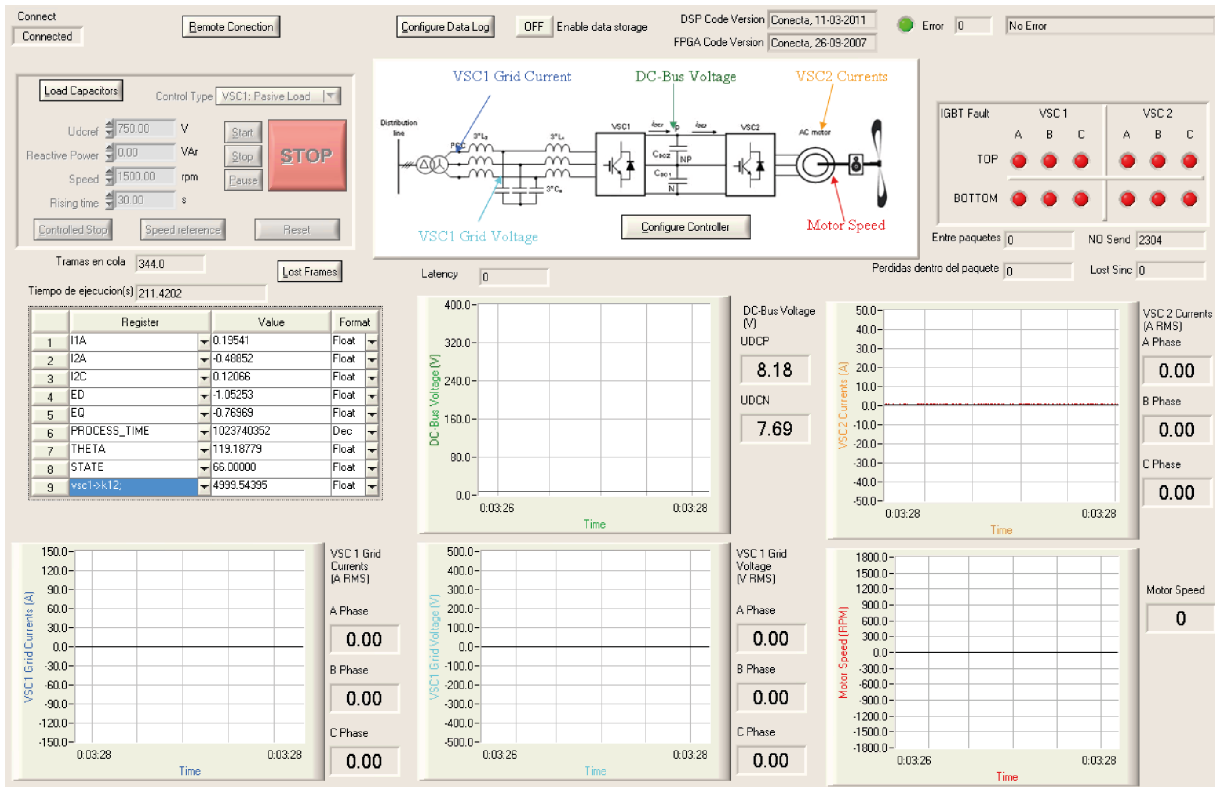 Connect
Connected
Remote Conection
Configure Data Log
OFF Enable data storage
DSP Code Version Conecta, 11-03-2011
FPGA Code Version Conecta, 26-09-2007
Error 0 No Error
Load Capacitors
Control Type VSC1: Pasive Load
Udcref 750.00 V
Reactive Power 0.00 VAr
Speed 1500.00 rpm
Rising time 30.00 s
Start
Stop
Pause
STOP
Controlled Stop
Speed reference
Reset
VSC1 Grid Current
DC-Bus Voltage
VSC2 Currents
Distribution line
PCC
VSC1
P
VSC2
AC motor
NP
N
VSC1 Grid Voltage
Configure Controller
Motor Speed
IGBT Fault VSC 1 VSC 2
A B C A B C
TOP
BOTTOM
Entre paquetes 0
NO Send 2304
Perdidas dentro del paquete 0
Lost Sinc 0
Tramas en cola 344.0
Lost Frames
Latency 0
Tiempo de ejecucion(s) 211.4202
Register Value Format
1 I1A 0.19541 Float
2 I2A -0.48852 Float
3 I2C 0.12066 Float
4 ED -1.05253 Float
5 EQ -0.76969 Float
6 PROCESS_TIME 1023740352 Dec
7 THETA 119.18779 Float
8 STATE 66.00000 Float
9 vsc1->k12; 4999.54395 Float
DC-Bus Voltage (V)
400.0
320.0
240.0
160.0
80.0
0.0
0:03:26 0:03:28
Time
DC-Bus Voltage (V)
UDCP
8.18
UDCN
7.69
VSC2 Currents (A)
50.0
40.0
30.0
20.0
10.0
0.0
-10.0
-20.0
-30.0
-40.0
-50.0
0:03:28 0:03:28
Time
VSC 2 Currents (A RMS)
A Phase
0.00
B Phase
0.00
C Phase
0.00
VSC1 Grid Currents (A)
150.0
120.0
90.0
60.0
30.0
0.0
-30.0
-60.0
-90.0
-120.0
-150.0
0:03:28 0:03:28
Time
VSC 1 Grid Currents (A RMS)
A Phase
0.00
B Phase
0.00
C Phase
0.00
VSC1 Grid Voltage (V)
500.0
400.0
300.0
200.0
100.0
0.0
-100.0
-200.0
-300.0
-400.0
-500.0
0:03:28 0:03:28
Time
VSC 1 Grid Voltage (V RMS)
A Phase
0.00
B Phase
0.00
C Phase
0.00
Motor Speed (RPM)
1800.0
1500.0
1200.0
900.0
600.0
300.0
0.0
-300.0
-600.0
-900.0
-1200.0
-1500.0
-1800.0
0:03:26 0:03:28
Time
Motor Speed
0